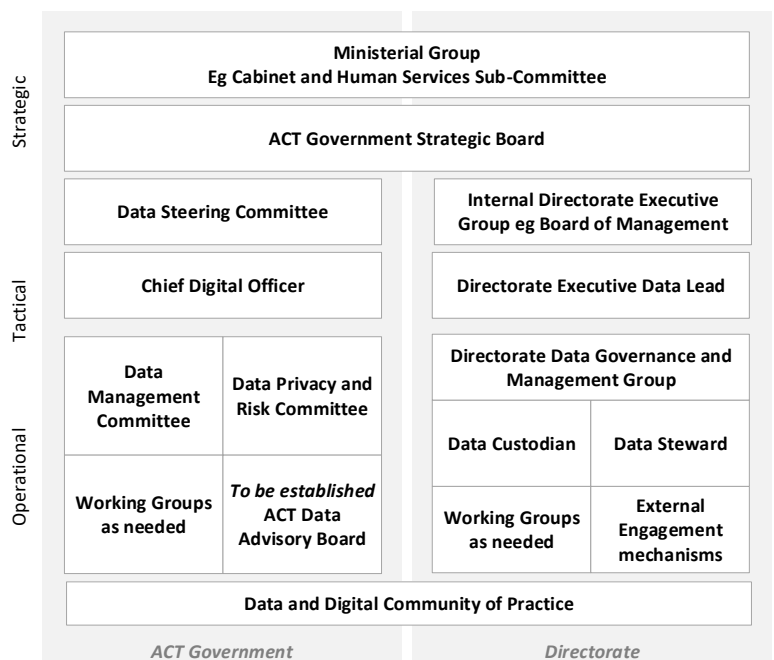 Strategic
Ministerial Group
Eg Cabinet and Human Services Sub-Committee
ACT Government Strategic Board
Data Steering Committee
Internal Directorate Executive
Group eg Board of Management
Tactical
Chief Digital Officer
Directorate Executive Data Lead
Operational
Data
Management
Committee
Data Privacy and
Risk Committee
Directorate Data Governance and
Management Group
Data Custodian
Data Steward
Working Groups
as needed
To be established
ACT Data
Advisory Board
Working Groups
as needed
External
Engagement
mechanisms
Data and Digital Community of Practice
ACT Government
Directorate